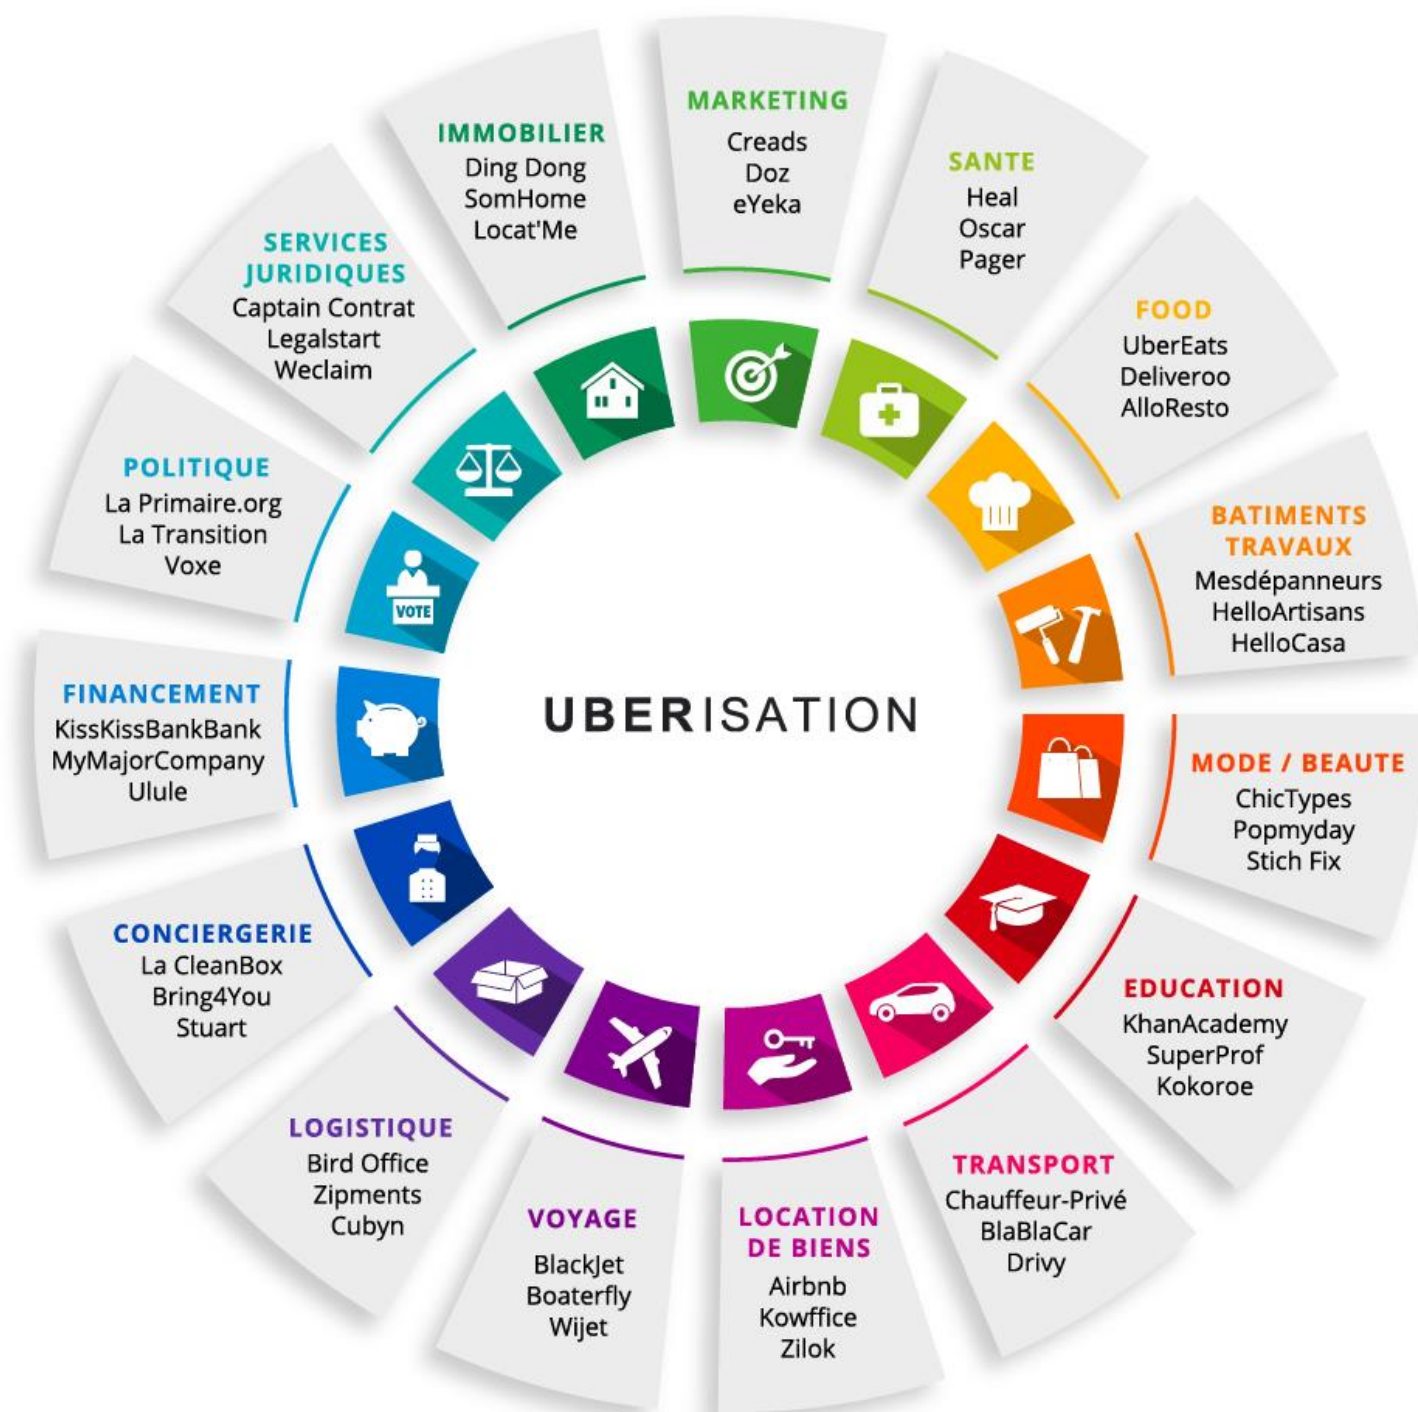 MARKETING
Creads
Doz
eYeka
SANTE
Heal
Oscar
Pager
FOOD
UberEats
Deliveroo
AlloResto
BATIMENTS
TRAVAUX
Mesdépanneurs
HelloArtisans
HelloCasa
MODE / BEAUTE
ChicTypes
Popmyday
Stich Fix
EDUCATION
KhanAcademy
SuperProf
Kokoroe
TRANSPORT
Chauffeur-Privé
BlaBlaCar
Drivy
LOCATION
DE BIENS
Airbnb
Kowffice
Zilok
VOYAGE
BlackJet
Boaterfly
Wijet
LOGISTIQUE
Bird Office
Zipments
Cubyn
CONCIERGERIE
La CleanBox
Bring4You
Stuart
FINANCEMENT
KissKissBankBank
MyMajorCompany
Ulule
POLITIQUE
La Primaire.org
La Transition
Voxe
SERVICES
JURIDIQUES
Captain Contrat
Legalstart
Weclaim
IMMOBILIER
Ding Dong
SomHome
Locat'Me
VOTE
UBERISATION